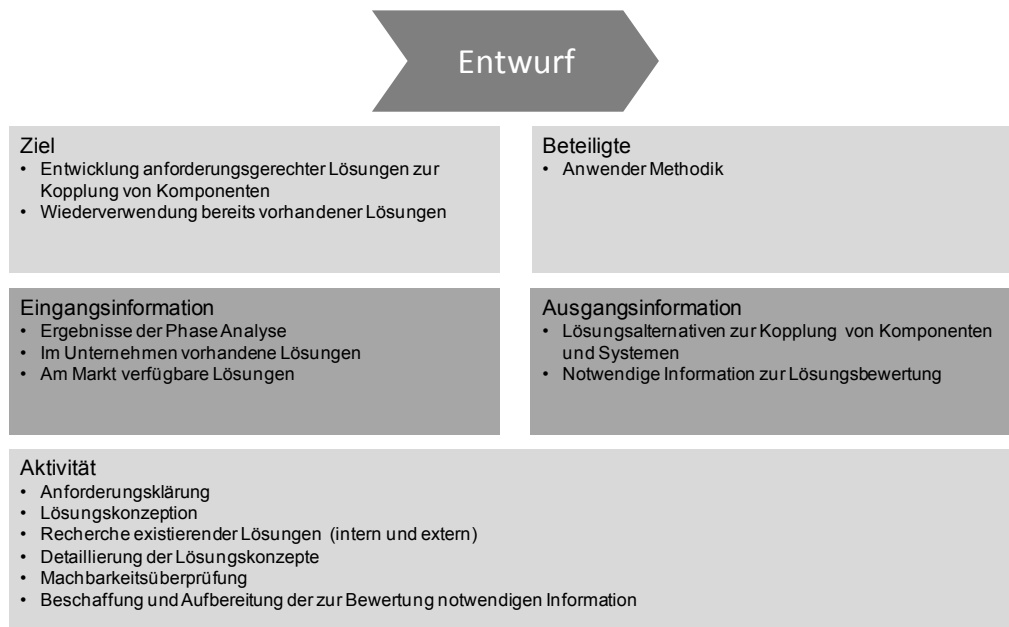 Entwurf
Ziel
• Entwicklung anforderungsgerechter Lösungen zur
Kopplung von Komponenten
• Wiederverwendung bereits vorhandener Lösungen
Beteiligte
• Anwender Methodik
Eingangsinformation
• Ergebnisse der Phase Analyse
• Im Unternehmen vorhandene Lösungen
• Am Markt verfügbare Lösungen
Ausgangsinformation
• Lösungsalternativen zur Kopplung von Komponenten
und Systemen
• Notwendige Information zur Lösungsbewertung
Aktivität
• Anforderungsklärung
• Lösungskonzeption
• Recherche existierender Lösungen (intern und extern)
• Detaillierung der Lösungskonzepte
• Machbarkeitsüberprüfung
• Beschaffung und Aufbereitung der zur Bewertung notwendigen Information